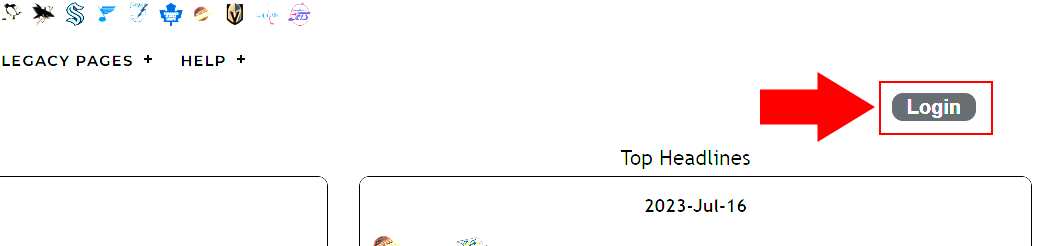 LEGACY PAGES + HELP +
Login
Top Headlines
2023-Jul-16